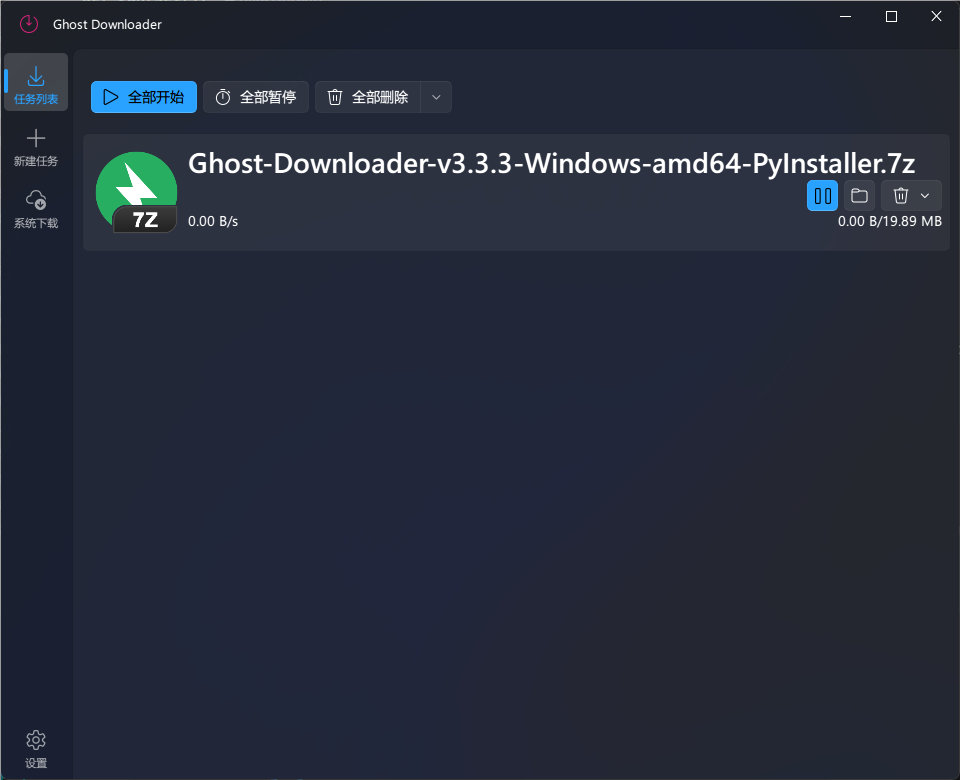 Ghost Downloader
任务列表
新建任务
系统下载
设置
全部开始
全部暂停
全部删除
Ghost-Downloader-v3.3.3-Windows-amd64-PyInstaller.7z
7Z
0.00 B/s
0.00 B/19.89 MB